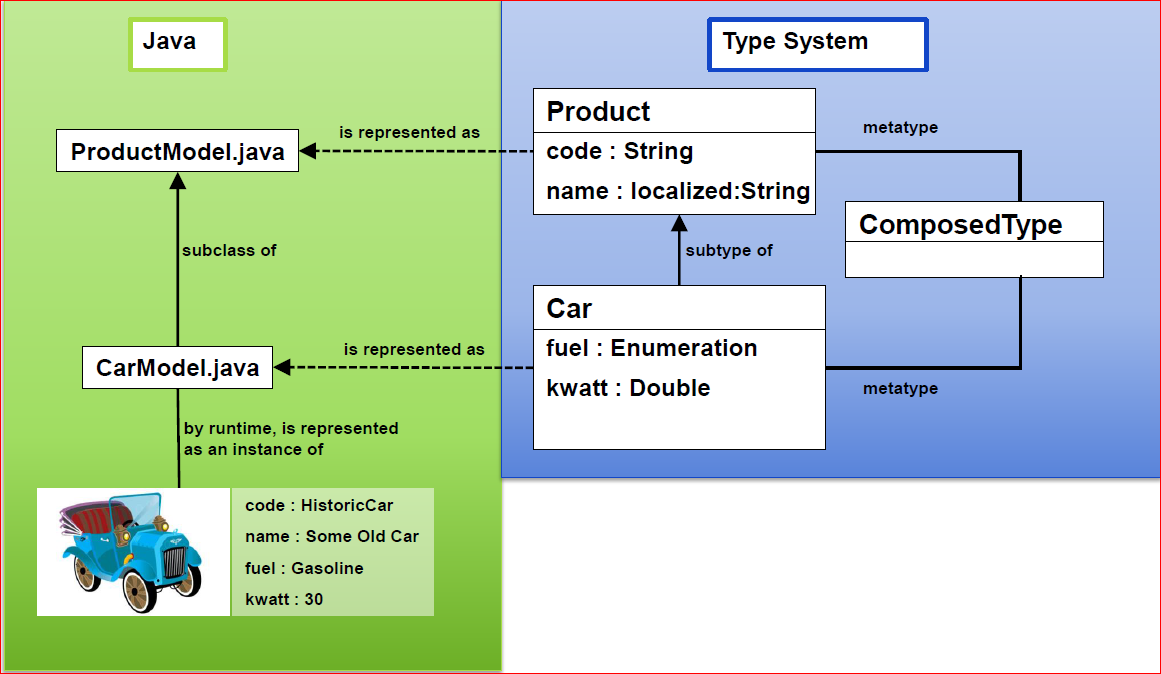 Java
Type System
Product
code : String
name : localized:String
is represented as
metatype
ProductModel.java
ComposedType
subclass of
subtype of
Car
fuel : Enumeration
kwatt : Double
is represented as
metatype
CarModel.java
by runtime, is represented
as an instance of
code : HistoricCar
name : Some Old Car
fuel : Gasoline
kwatt : 30